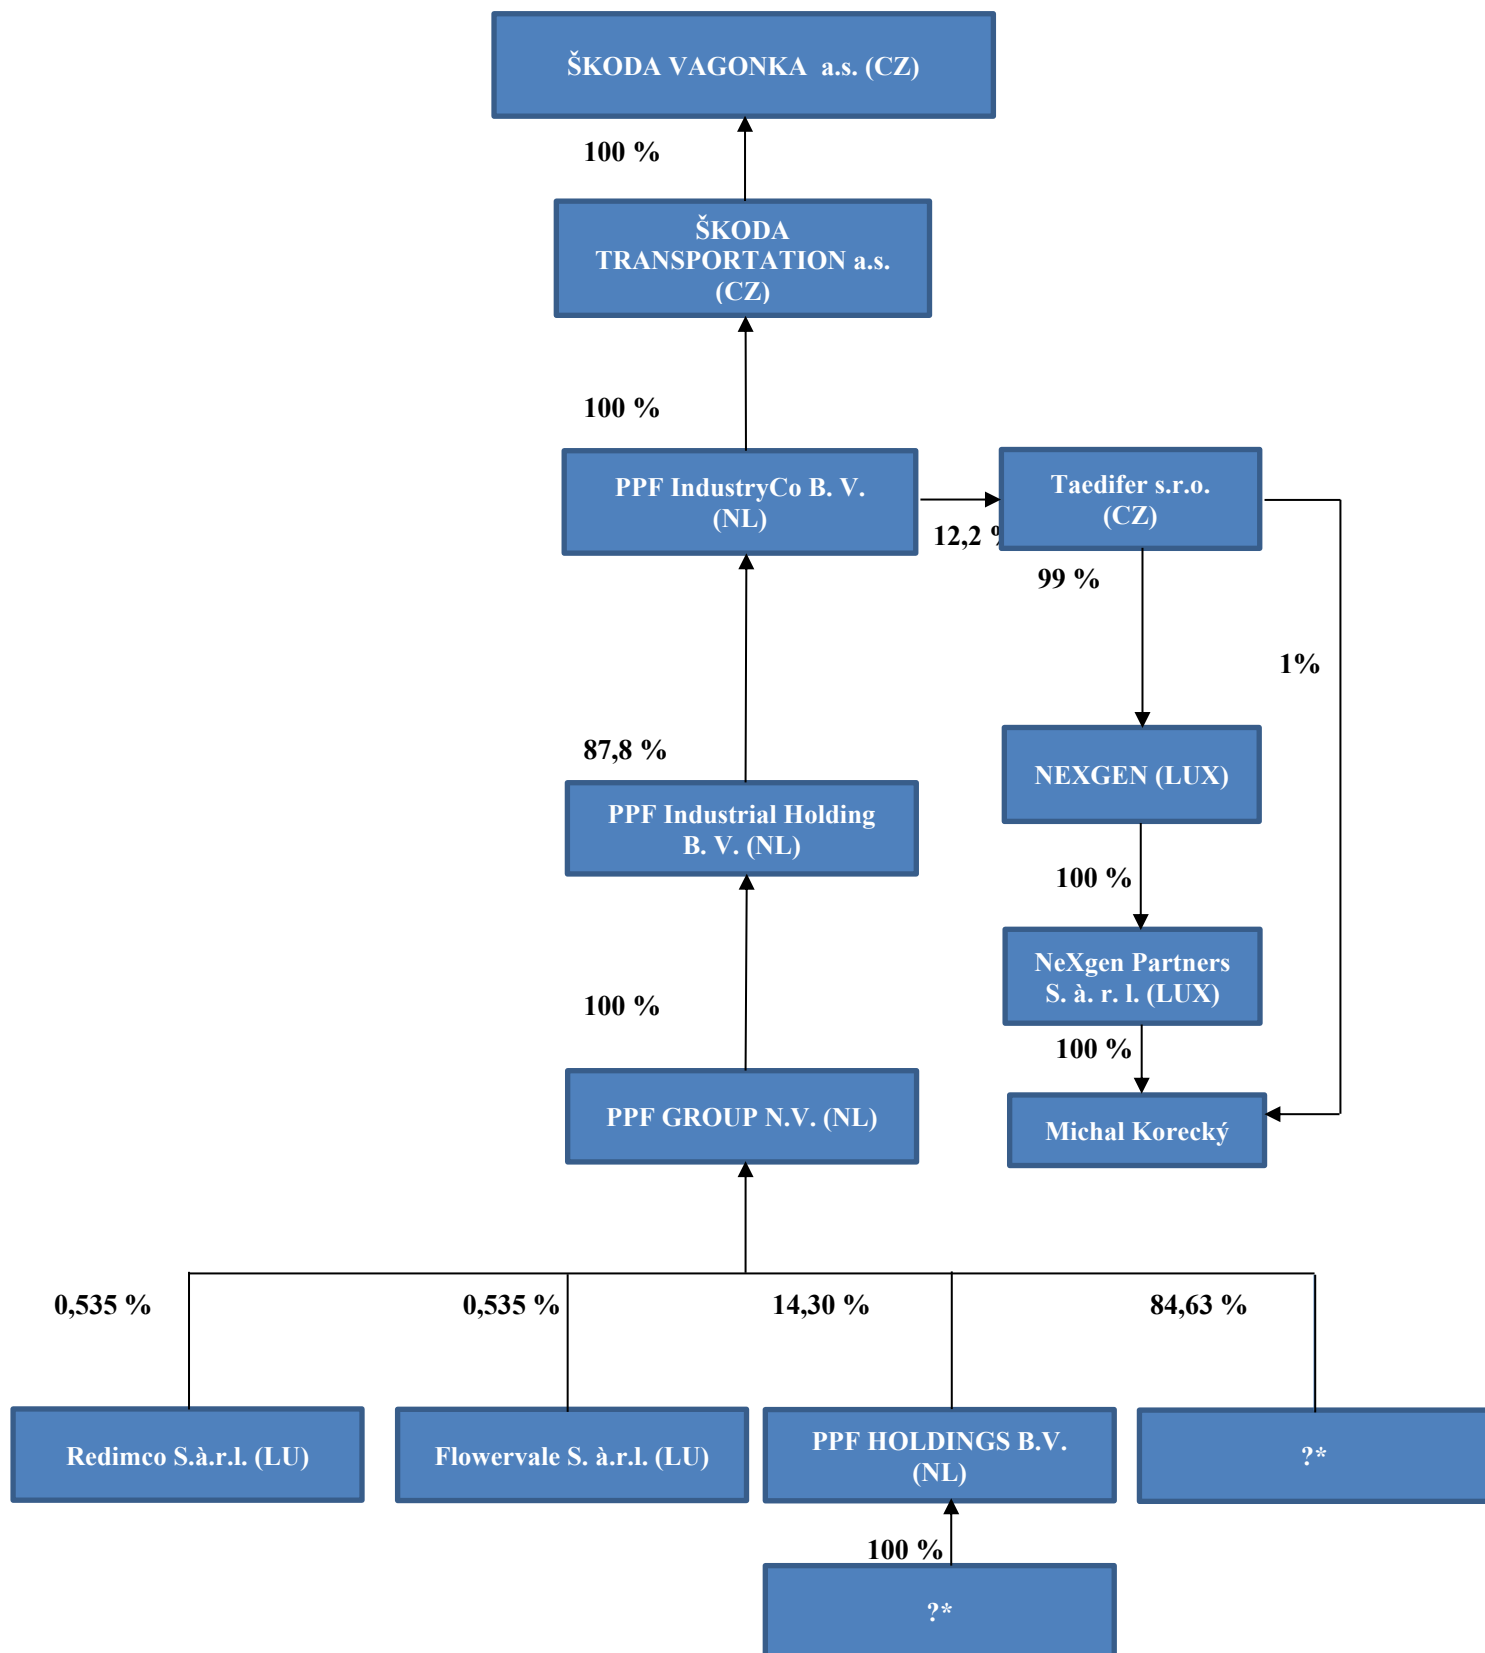 ŠKODA VAGONKA a.s. (CZ)
100 %
ŠKODA
TRANSPORTATION a.s.
(CZ)
100 %
PPF IndustryCo B. V.
(NL)
Taedifer s.r.o.
(CZ)
12,2 %
99 %
1%
87,8 %
NEXGEN (LUX)
PPF Industrial Holding
B. V. (NL)
100 %
NeXgen Partners
S. à. r. l. (LUX)
100 %
100 %
PPF GROUP N.V. (NL)
Michal Korecký
0,535 %
0,535 %
14,30 %
84,63 %
Redimco S.à.r.l. (LU)
Flowervale S. à.r.l. (LU)
PPF HOLDINGS B.V.
(NL)
?*
100 %
?*